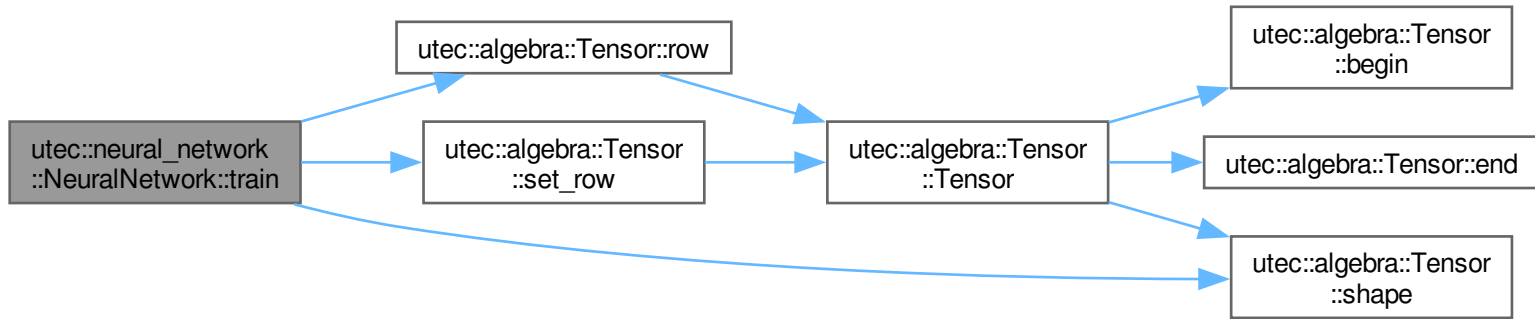 utec::neural_network
::NeuralNetwork::train
utec::algebra::Tensor::row
utec::algebra::Tensor
::set_row
utec::algebra::Tensor
::Tensor
utec::algebra::Tensor
::begin
utec::algebra::Tensor::end
utec::algebra::Tensor
::shape